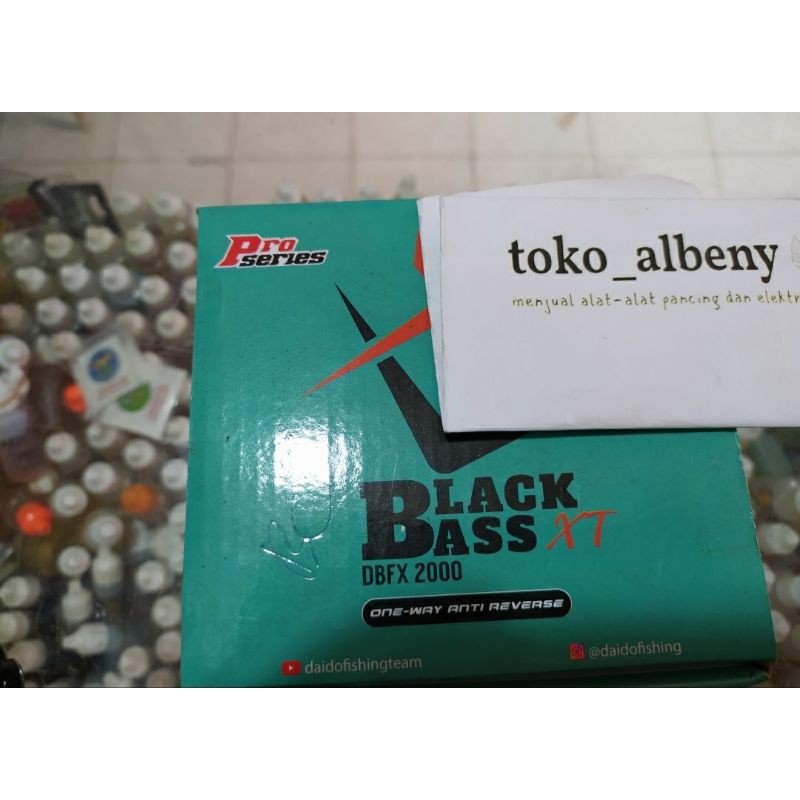 Pro
Series
toko_albeny
menjual alat-alat pancing dan elektr
BLACK
BASS XT
DBFX 2000
ONE-WAY ANTI REVERSE
daidofishingteam
@daidofishing